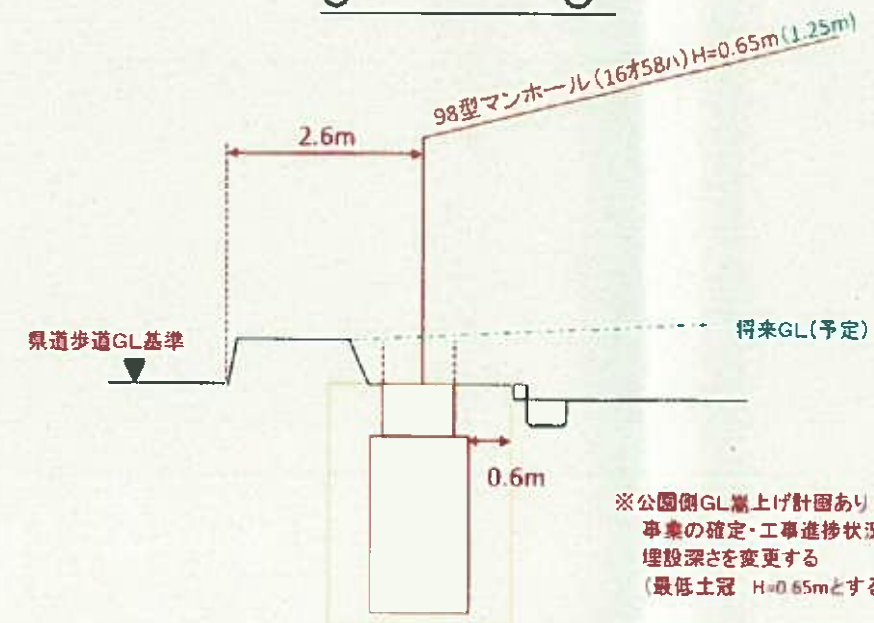 98型マンホール(16オ58ハ)H=0.65m(1.25m)
2.6m
県道歩道GL基準
将来GL(予定)
0.6m
※公園側GL嵩上げ計画あり
事業の確定・工事進捗状況
埋設深さを変更する
(最低土冠 H=0.65mとする